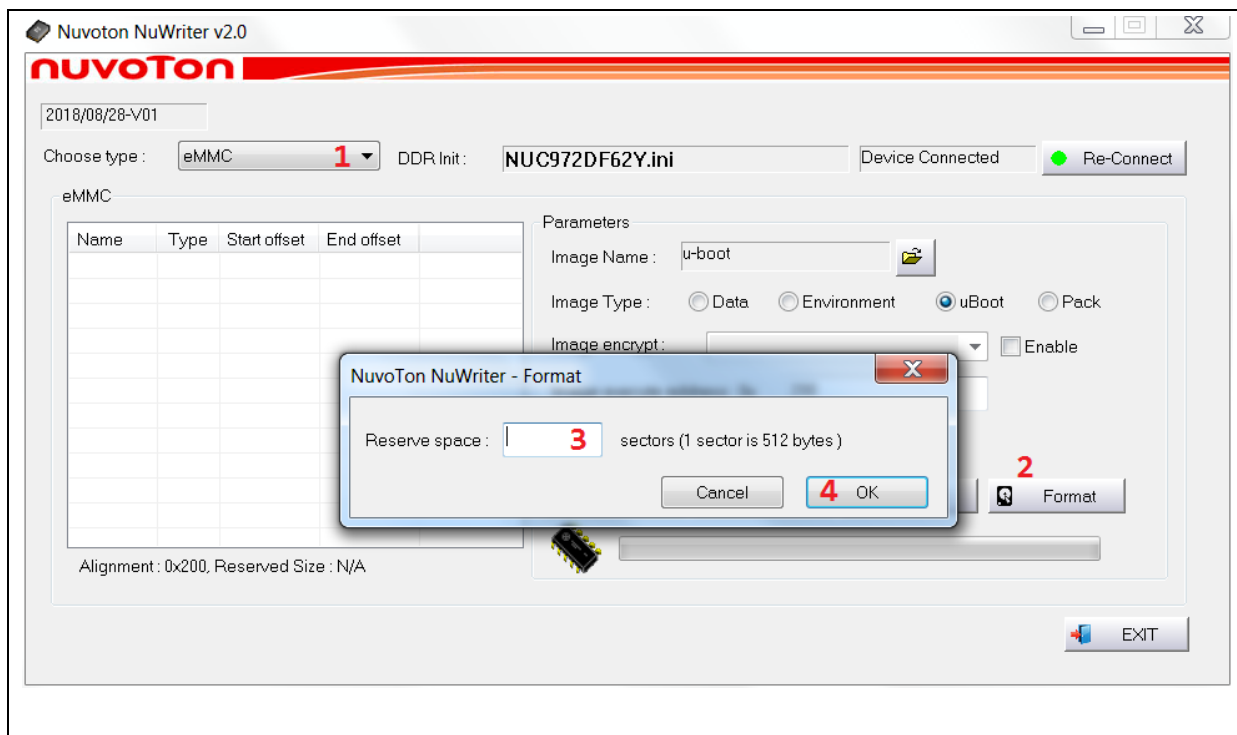 Nuvoton NuWriter v2.0
nuvoTon
2018/08/28-V01
Choose type : eMMC 1 DDR Init : NUC972DF62Y.ini Device Connected Re-Connect
eMMC
Name Type Start offset End offset
Parameters
Image Name : u-boot
Image Type : Data Environment uBoot Pack
Image encrypt : Enable
NuvoTon NuWriter - Format
Reserve space : 3 sectors (1 sector is 512 bytes )
Cancel 4 OK
2
Format
Alignment : 0x200, Reserved Size : N/A
EXIT